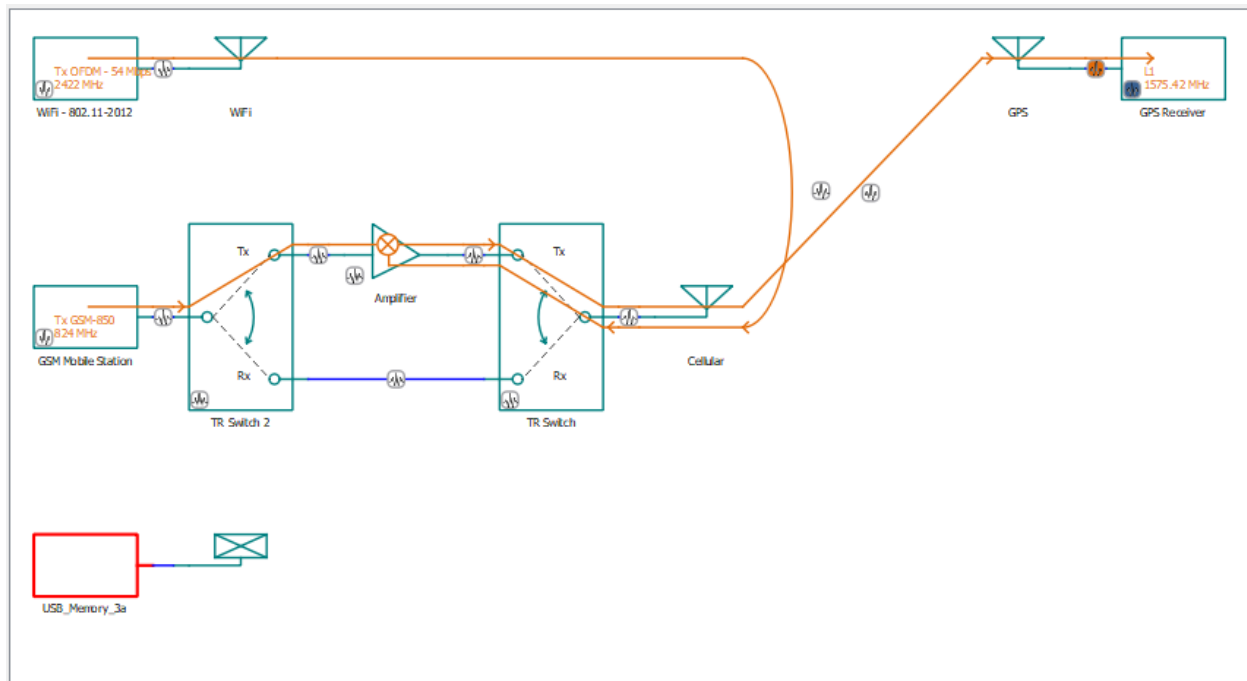 Tx OFDM - 54 Mbps
2422 MHz
WiFi - 802.11-2012
WiFi
GPS
L1
1575.42 MHz
GPS Receiver
Tx
Tx
Amplifier
Tx GSM-850
824 MHz
GSM Mobile Station
Cellular
Rx
Rx
TR Switch 2
TR Switch
USB_Memory_3a